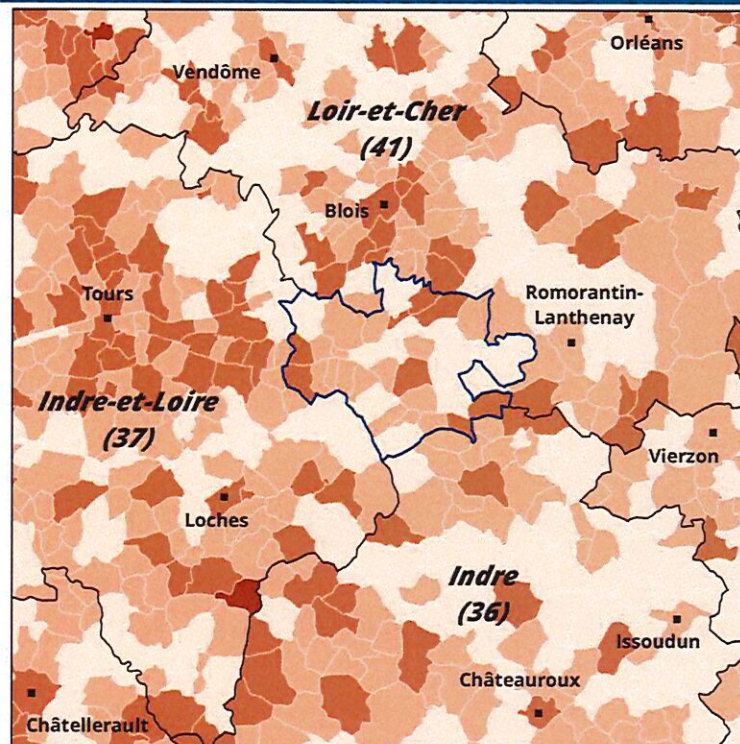 Orléans
Vendôme
Loir-et-Cher
(41)
Blois
Tours
Romorantin-
Lanthenay
Indre-et-Loire
(37)
Vierzon
Loches
Indre
(36)
Issoudun
Châteauroux
Châtellerault